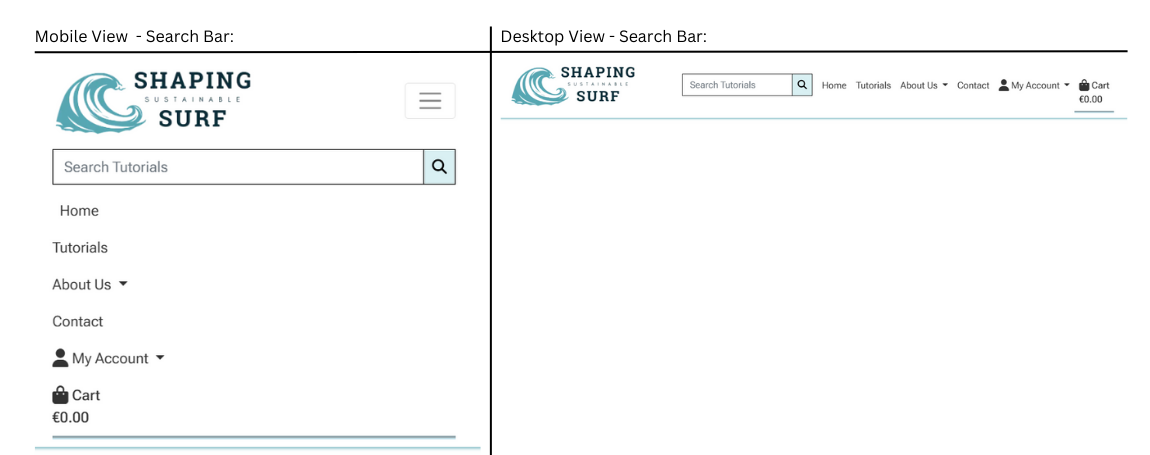 Mobile View - Search Bar:
SHAPING
SUSTAINABLE
SURF
Search Tutorials
Home
Tutorials
About Us
Contact
My Account
Cart
€0.00
Desktop View - Search Bar:
SHAPING
SUSTAINABLE
SURF
Search Tutorials
Home Tutorials About Us Contact My Account Cart
€0.00